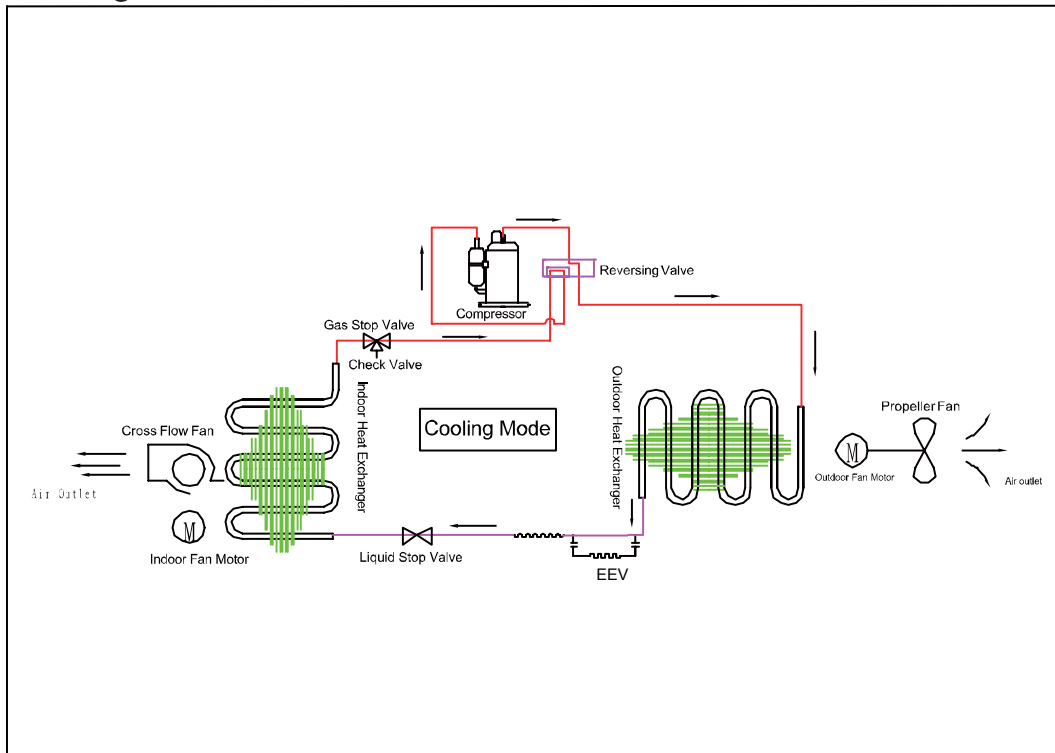 Reversing Valve
Compressor
Gas Stop Valve
Check Valve
Indoor Heat Exchanger
Outdoor Heat Exchanger
Cooling Mode
Propeller Fan
Cross Flow Fan
M
Outdoor Fan Motor
Air outlet
Air Outlet
M
Indoor Fan Motor
Liquid Stop Valve
EEV